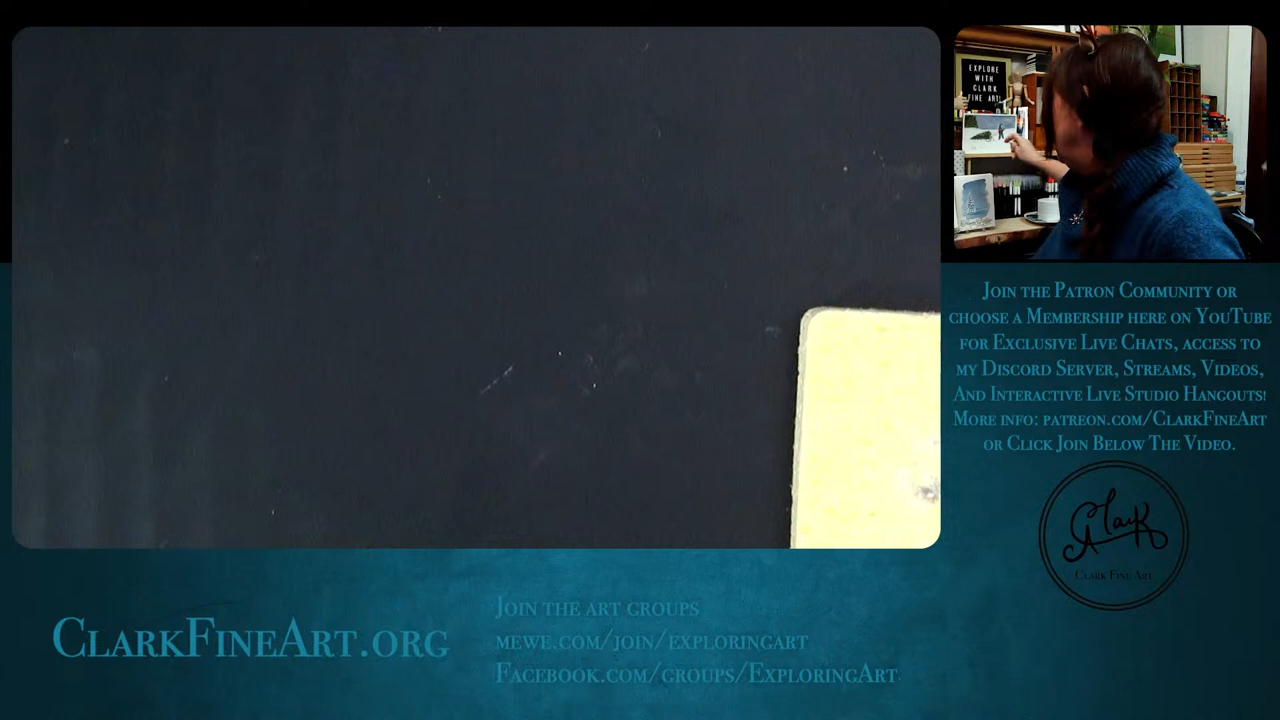 EXPLORE
WITH
CLARK
FINE ART!
Join the Patron Community or
choose a Membership here on YouTube
for Exclusive Live Chats, access to
my Discord Server, Streams, Videos,
And Interactive Live Studio Hangouts!
More info: patreon.com/ClarkFineArt
or Click Join Below The Video.
Clark
Clark Fine Art
ClarkFineArt.org
Join the art groups
mewe.com/join/exploringart
Facebook.com/groups/ExploringArt